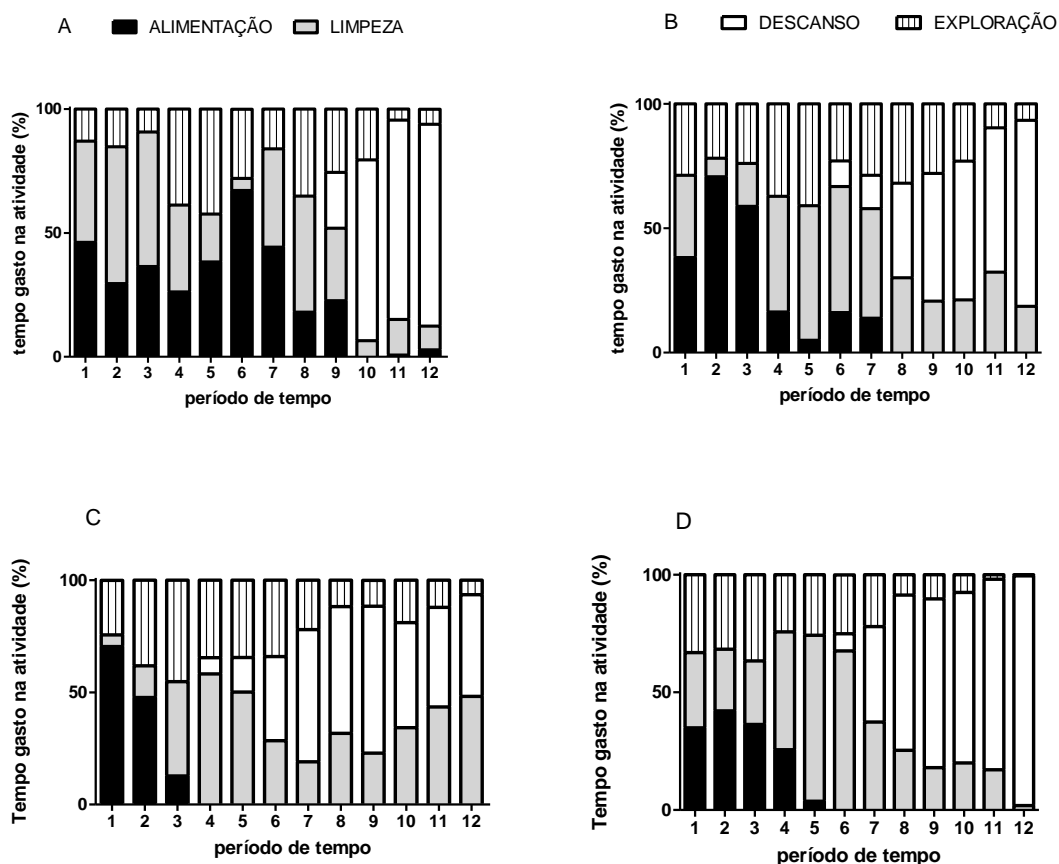 A ALIMENTAÇÃO LIMPEZA
B DESCANSO EXPLORAÇÃO
tempo gasto na atividade (%)
100
50
0
1 2 3 4 5 6 7 8 9 10 11 12
período de tempo
tempo gasto na atividade (%)
100
50
0
1 2 3 4 5 6 7 8 9 10 11 12
período de tempo
C
Tempo gasto na atividade (%)
100
50
0
1 2 3 4 5 6 7 8 9 10 11 12
período de tempo
D
Tempo gasto na atividade (%)
100
50
0
1 2 3 4 5 6 7 8 9 10 11 12
período de tempo